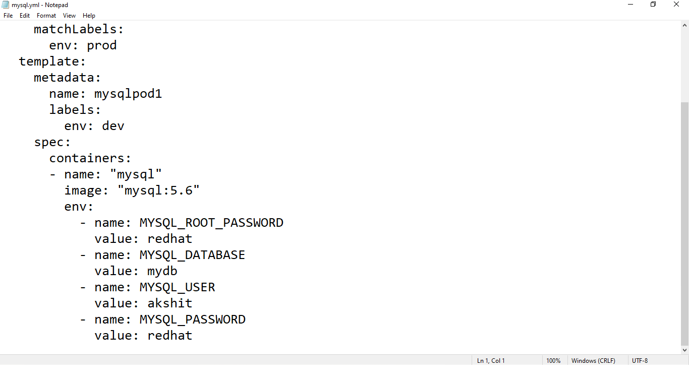 mysql.yml - Notepad
File Edit Format View Help
matchLabels:
env: prod
template:
metadata:
name: mysqlpod1
labels:
env: dev
spec:
containers:
- name: "mysql"
image: "mysql:5.6"
env:
- name: MYSQL_ROOT_PASSWORD
value: redhat
- name: MYSQL_DATABASE
value: mydb
- name: MYSQL_USER
value: akshit
- name: MYSQL_PASSWORD
value: redhat
Ln 1, Col 1 100% Windows (CRLF) UTF-8